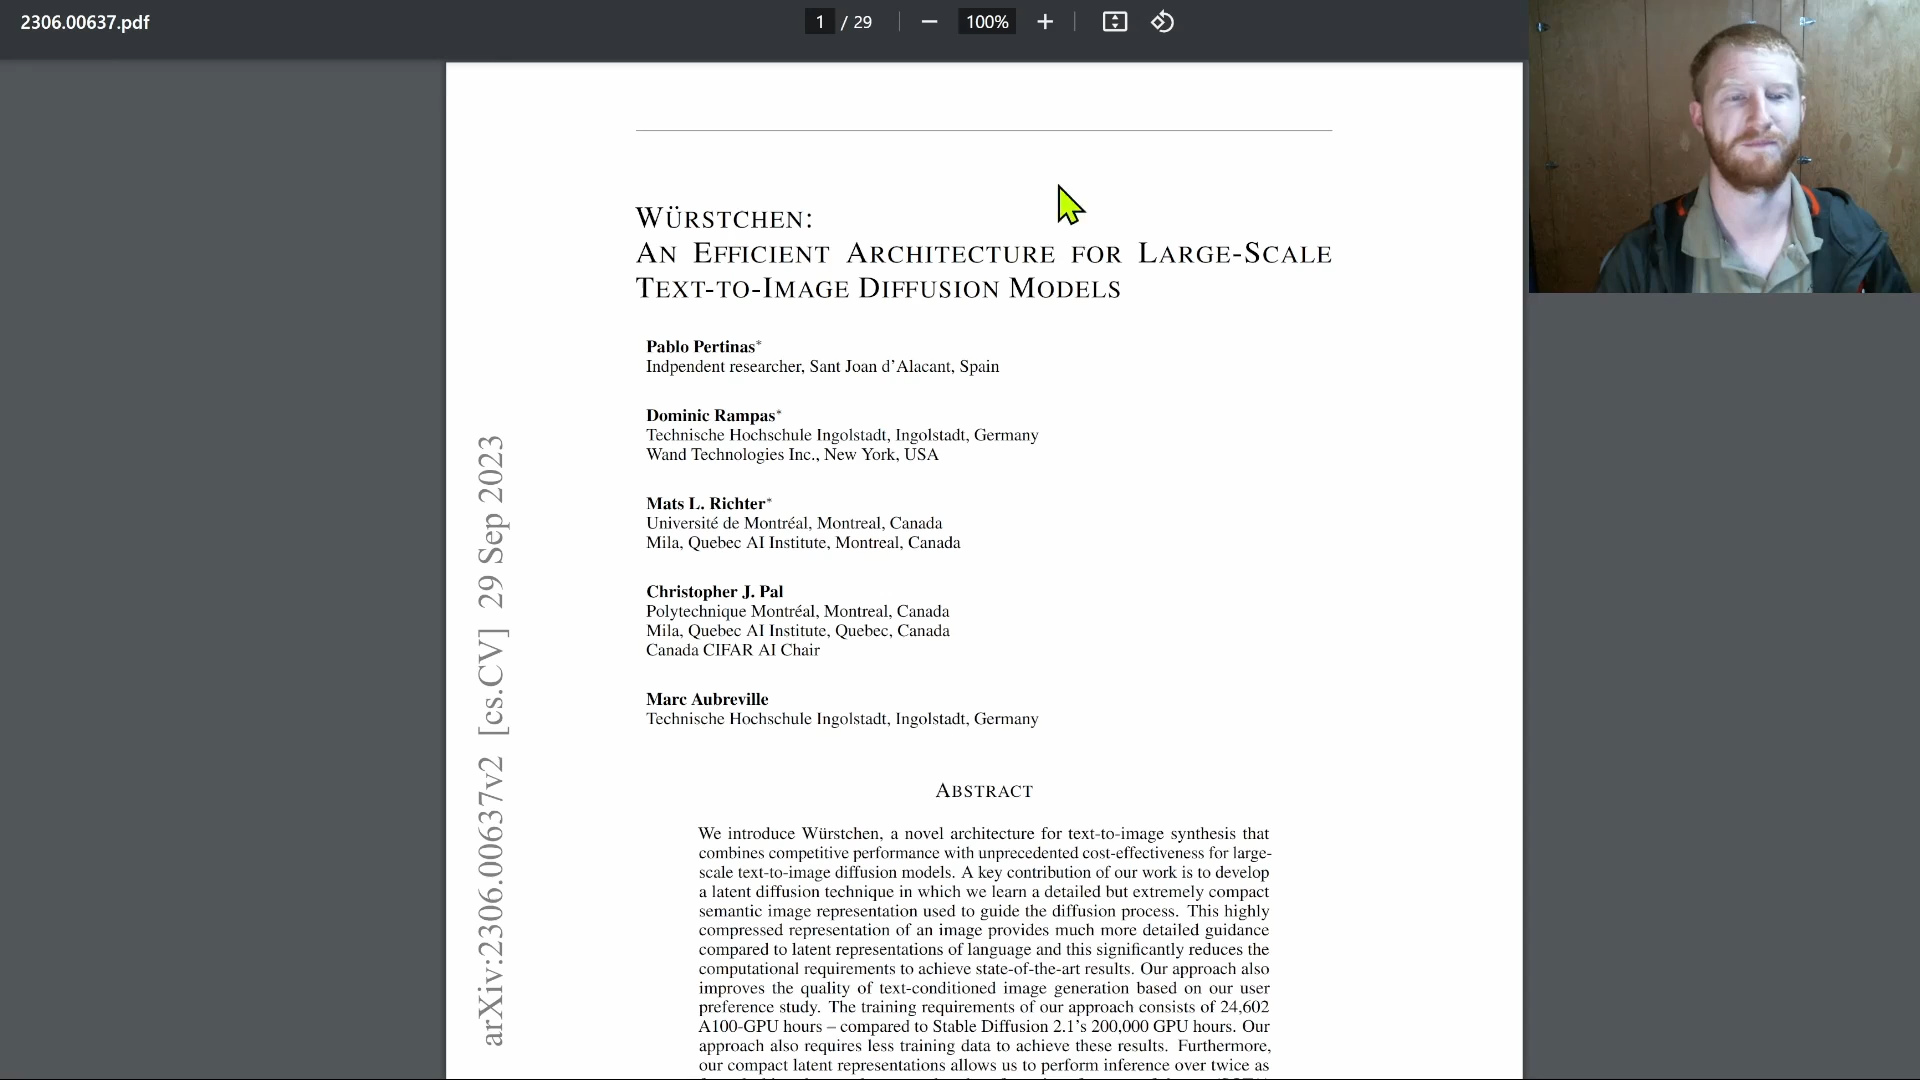 2306.00637.pdf
1 / 29
100%
WÜRSTCHEN:
AN EFFICIENT ARCHITECTURE FOR LARGE-SCALE
TEXT-TO-IMAGE DIFFUSION MODELS
Pablo Pertinas*
Indpendent researcher, Sant Joan d'Alacant, Spain
Dominic Rampas*
Technische Hochschule Ingolstadt, Ingolstadt, Germany
Wand Technologies Inc., New York, USA
Mats L. Richter*
Université de Montréal, Montreal, Canada
Mila, Quebec AI Institute, Montreal, Canada
Christopher J. Pal
Polytechnique Montréal, Montreal, Canada
Mila, Quebec AI Institute, Quebec, Canada
Canada CIFAR AI Chair
Marc Aubreville
Technische Hochschule Ingolstadt, Ingolstadt, Germany
arXiv:2306.00637v2 [cs.CV] 29 Sep 2023
ABSTRACT
We introduce Würstchen, a novel architecture for text-to-image synthesis that
combines competitive performance with unprecedented cost-effectiveness for large-
scale text-to-image diffusion models. A key contribution of our work is to develop
a latent diffusion technique in which we learn a detailed but extremely compact
semantic image representation used to guide the diffusion process. This highly
compressed representation of an image provides much more detailed guidance
compared to latent representations of language and this significantly reduces the
computational requirements to achieve state-of-the-art results. Our approach also
improves the quality of text-conditioned image generation based on our user
preference study. The training requirements of our approach consists of 24,602
A100-GPU hours – compared to Stable Diffusion 2.1's 200,000 GPU hours. Our
approach also requires less training data to achieve these results. Furthermore,
our compact latent representations allows us to perform inference over twice as